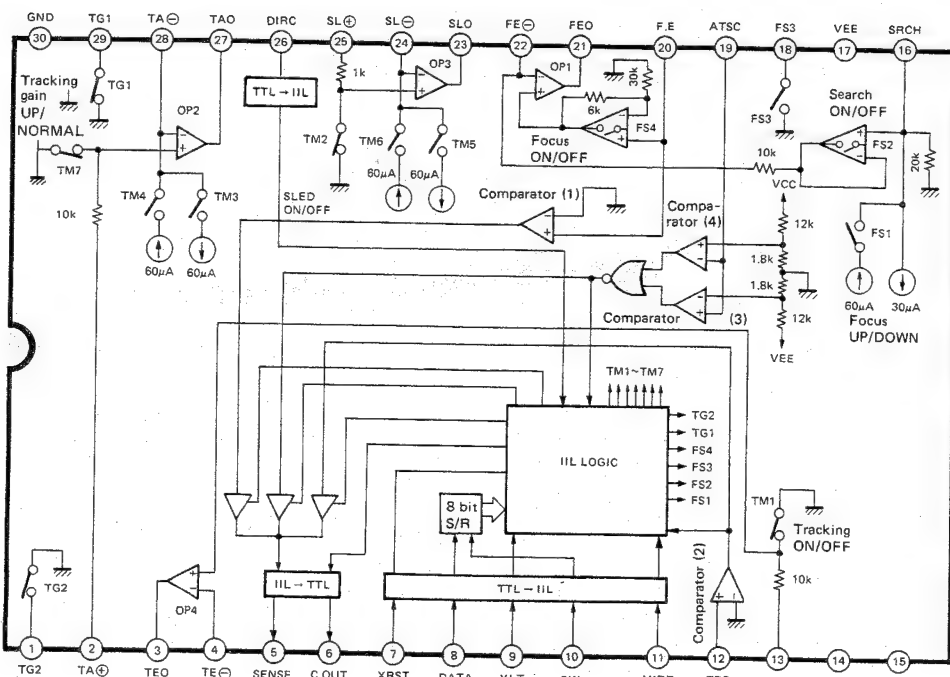 GND TG1 TA⊖ TAO DIRC SL⊕ SL⊖ SLO FE⊖ FEO F.E ATSC FS3 VEE SRCH
30 29 28 27 26 25 24 23 22 21 20 19 18 17 16
Tracking
gain
UP/
NORMAL
TG1
TM7
10k
OP2
TM4
TM3
60μA
60μA
TTL→IIL
1k
TM2
SLED
ON/OFF
OP3
TM6
60μA
TM5
60μA
OP1
30k
6k
FS4
Focus
ON/OFF
FS3
Search
ON/OFF
FS2
10k
20k
VCC
12k
1.8k
1.8k
12k
VEE
FS1
60μA
30μA
Focus
UP/DOWN
Comparator (1)
Compa-
rator
(4)
Comparator (3)
TM1~TM7
IIL LOGIC
TG2
TG1
FS4
FS3
FS2
FS1
8 bit
S/R
TM1
Tracking
ON/OFF
10k
Comparator (2)
TG2
OP4
IIL→TTL
TTL→IIL
1 2 3 4 5 6 7 8 9 10 11 12 13 14 15
TG2 TA⊕ TEO TE⊖ SENSE C.OUT XRST DATA XLT